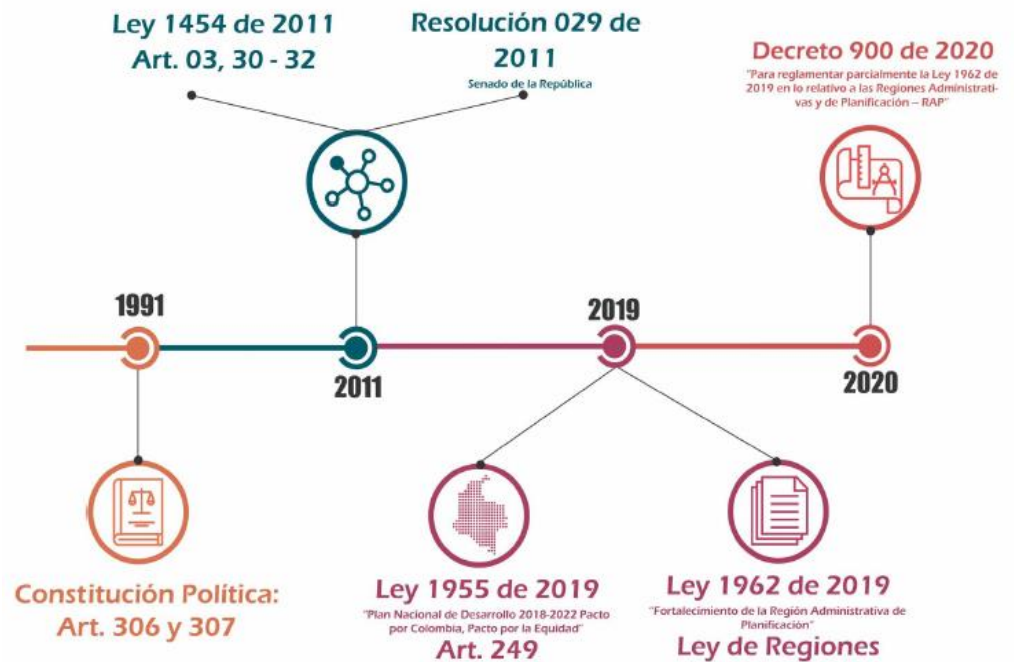 Ley 1454 de 2011
Art. 03, 30 - 32
Resolución 029 de
2011
Senado de la República
Decreto 900 de 2020
"Para reglamentar parcialmente la Ley 1962 de
2019 en lo relativo a las Regiones Administrati-
vas y de Planificación – RAP"
1991
2011
2019
2020
Constitución Política:
Art. 306 y 307
Ley 1955 de 2019
"Plan Nacional de Desarrollo 2018-2022 Pacto
por Colombia, Pacto por la Equidad"
Art. 249
Ley 1962 de 2019
"Fortalecimiento de la Región Administrativa de
Planificación"
Ley de Regiones